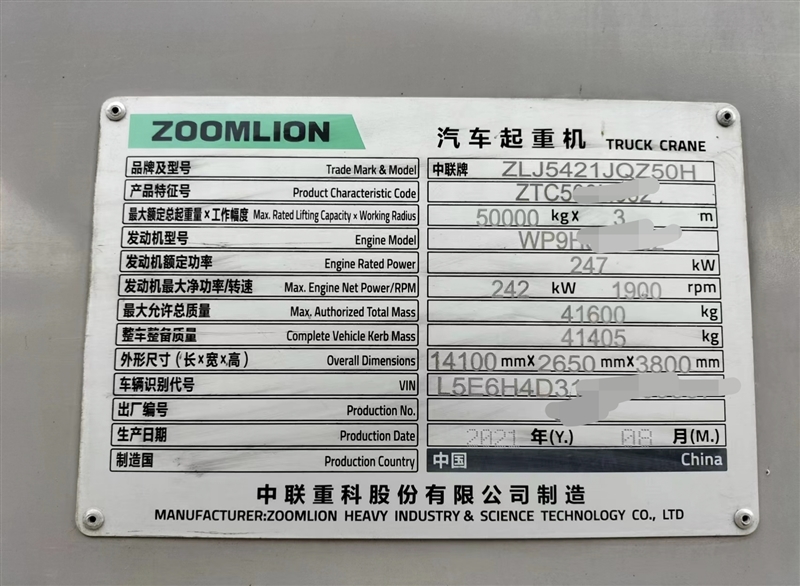 ZOOMLION 汽车起重机 TRUCK CRANE
品牌及型号 Trade Mark & Model 中联牌 ZLJ5421JQZ50H
产品特征号 Product Characteristic Code
最大额定总起重量×工作幅度 Max. Rated Lifting Capacity × Working Radius 50000 kg× 3 m
发动机型号 Engine Model
发动机额定功率 Engine Rated Power 247 kW
发动机最大净功率/转速 Max. Engine Net Power/RPM 242 kW 1900 rpm
最大允许总质量 Max. Authorized Total Mass 41600 kg
整车整备质量 Complete Vehicle Kerb Mass 41405 kg
外形尺寸(长×宽×高) Overall Dimensions 14100 mm×2650 mm×3800 mm
车辆识别代号 VIN
出厂编号 Production No.
生产日期 Production Date 2021 年(Y.) 08 月(M.)
制造国 Production Country 中国 China
中联重科股份有限公司制造
MANUFACTURER:ZOOMLION HEAVY INDUSTRY & SCIENCE TECHNOLOGY CO., LTD